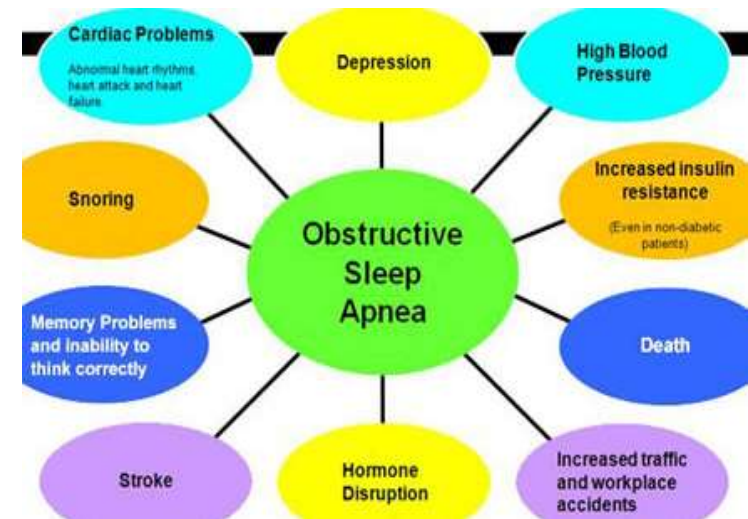 Cardiac Problems
Abnormal heart rhythms,
heart attack and heart
failure
Depression
High Blood
Pressure
Snoring
Obstructive
Sleep
Apnea
Increased insulin
resistance
(Even in non-diabetic
patients)
Memory Problems
and inability to
think correctly
Death
Stroke
Hormone
Disruption
Increased traffic
and workplace
accidents